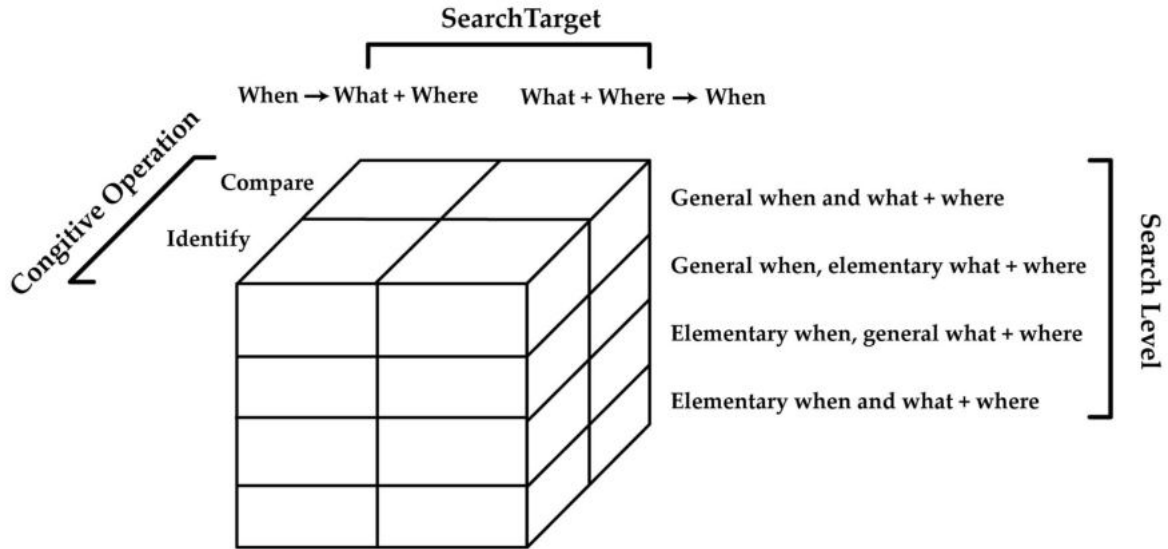 SearchTarget
When → What + Where
What + Where → When
Congitive Operation
Compare
Identify
General when and what + where
General when, elementary what + where
Elementary when, general what + where
Elementary when and what + where
Search Level